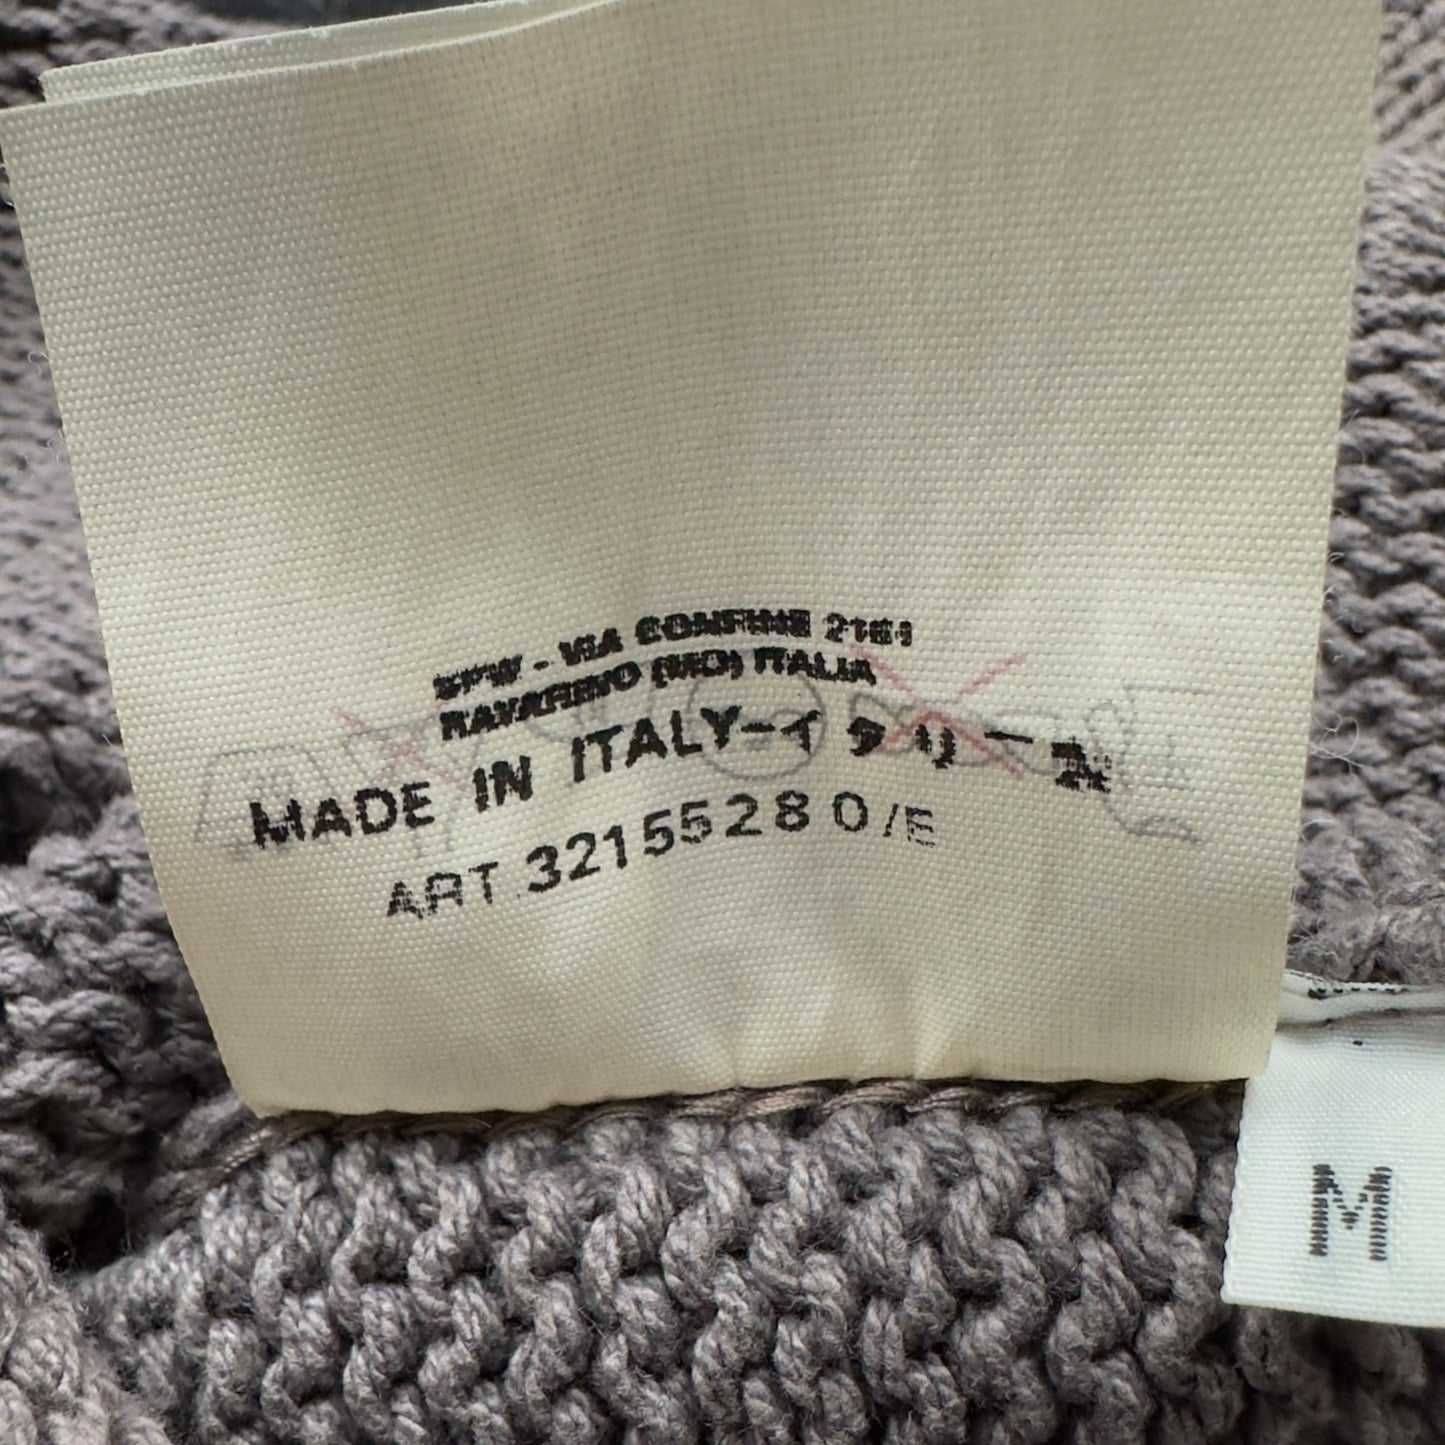 SPW - VIA CONFINE 2161
RAVARINO (MO) ITALIA
MADE IN ITALY-イタリー製
ART.32155280/E
M